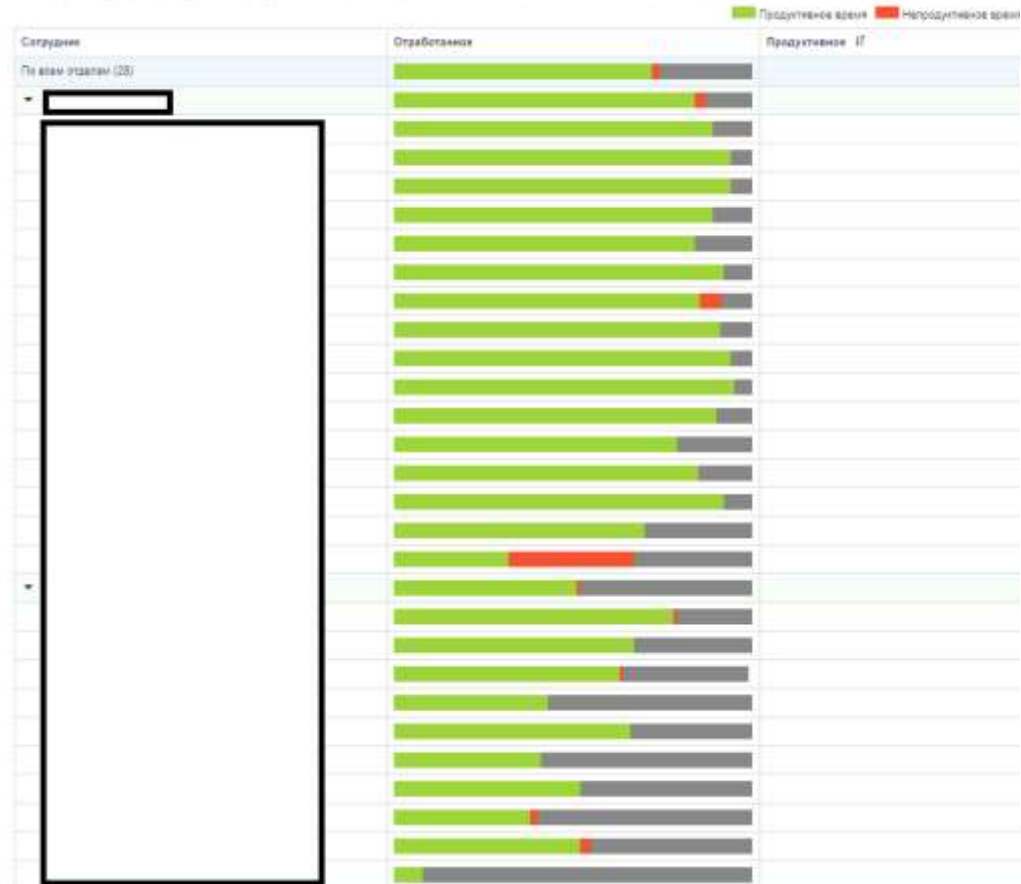 Продуктивное время Непродуктивное время
Сотрудник Отработанное Продуктивное
По всем отделам (28)